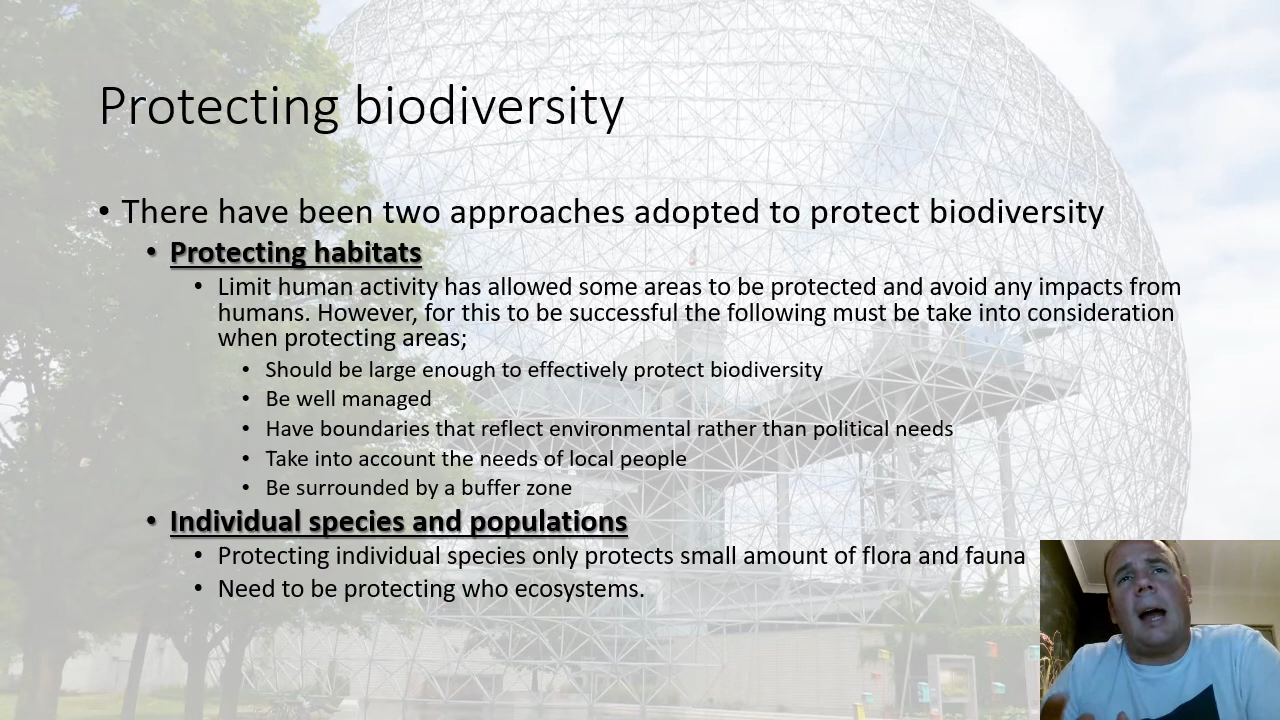 Protecting biodiversity
• There have been two approaches adopted to protect biodiversity
• Protecting habitats
• Limit human activity has allowed some areas to be protected and avoid any impacts from
humans. However, for this to be successful the following must be take into consideration
when protecting areas;
• Should be large enough to effectively protect biodiversity
• Be well managed
• Have boundaries that reflect environmental rather than political needs
• Take into account the needs of local people
• Be surrounded by a buffer zone
• Individual species and populations
• Protecting individual species only protects small amount of flora and fauna
• Need to be protecting who ecosystems.